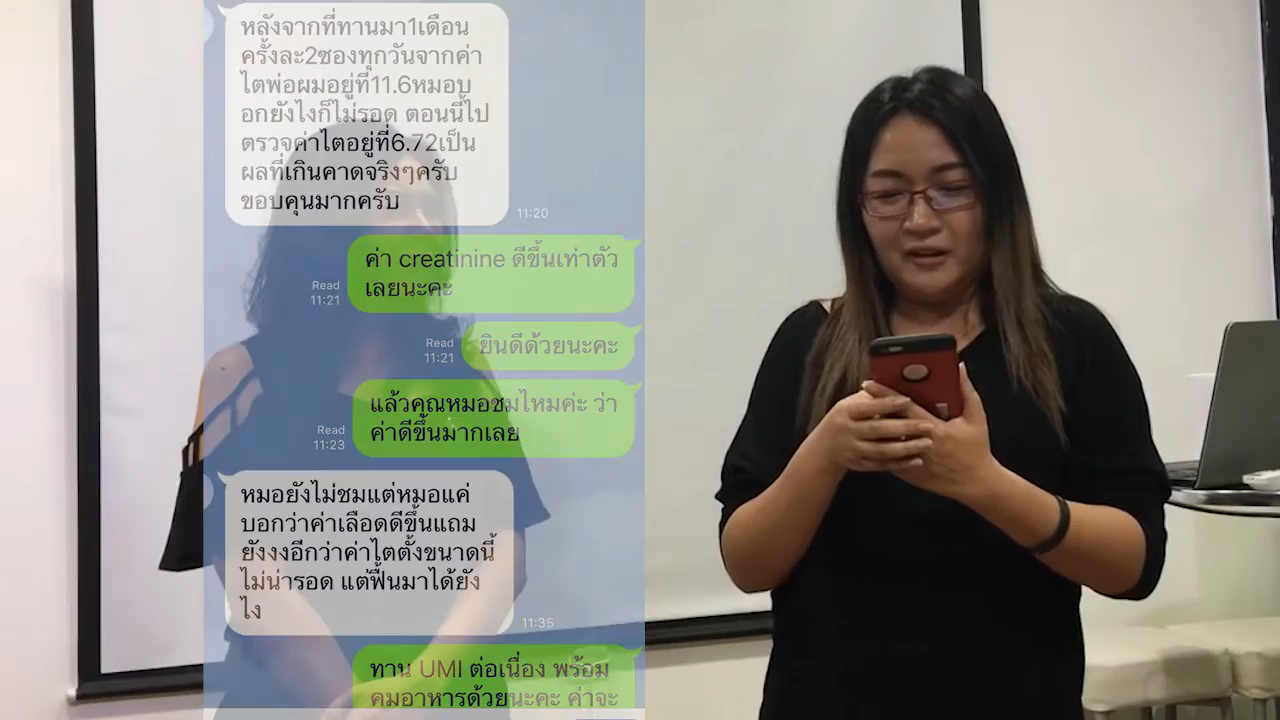 หลังจากที่ทานมา1เดือน
ครั้งละ2ซองทุกวันจากค่า
ไตพ่อผมอยู่ที่11.6หมอบ
อกยังไงก็ไม่รอด ตอนนี้ไป
ตรวจค่าไตอยู่ที่6.72เป็น
ผลที่เกินคาดจริงๆครับ
ขอบคุนมากครับ
11:20
ค่า creatinine ดีขึ้นเท่าตัว
เลยนะคะ
Read
11:21
ยินดีด้วยนะคะ
Read
11:21
แล้วคุณหมอชมไหมค่ะ ว่า
ค่าดีขึ้นมากเลย
Read
11:23
หมอยังไม่ชมแต่หมอแค่
บอกว่าค่าเลือดดีขึ้นแถม
ยังงงอีกว่าค่าไตตั้งขนาดนี้
ไม่น่ารอด แต่ฟื้นมาได้ยัง
ไง
11:35
ทาน UMI ต่อเนื่อง พร้อม
คุมอาหารด้วยนะคะ ค่าจะ